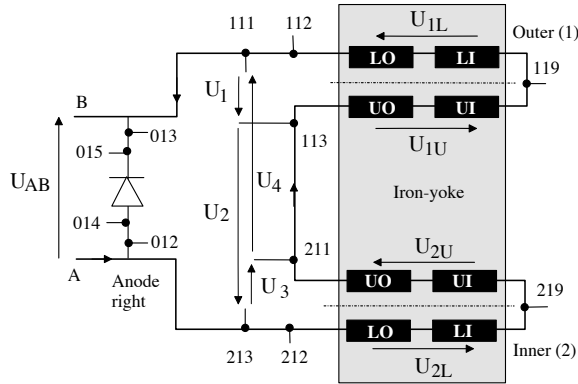 111
112
U1L
Outer (1)
LO
LI
119
B
U1
UO
UI
013
113
U1U
015
UAB
U4
U2
Iron-yoke
014
012
211
U2U
A
Anode
right
U3
UO
UI
219
LO
LI
Inner (2)
213
212
U2L